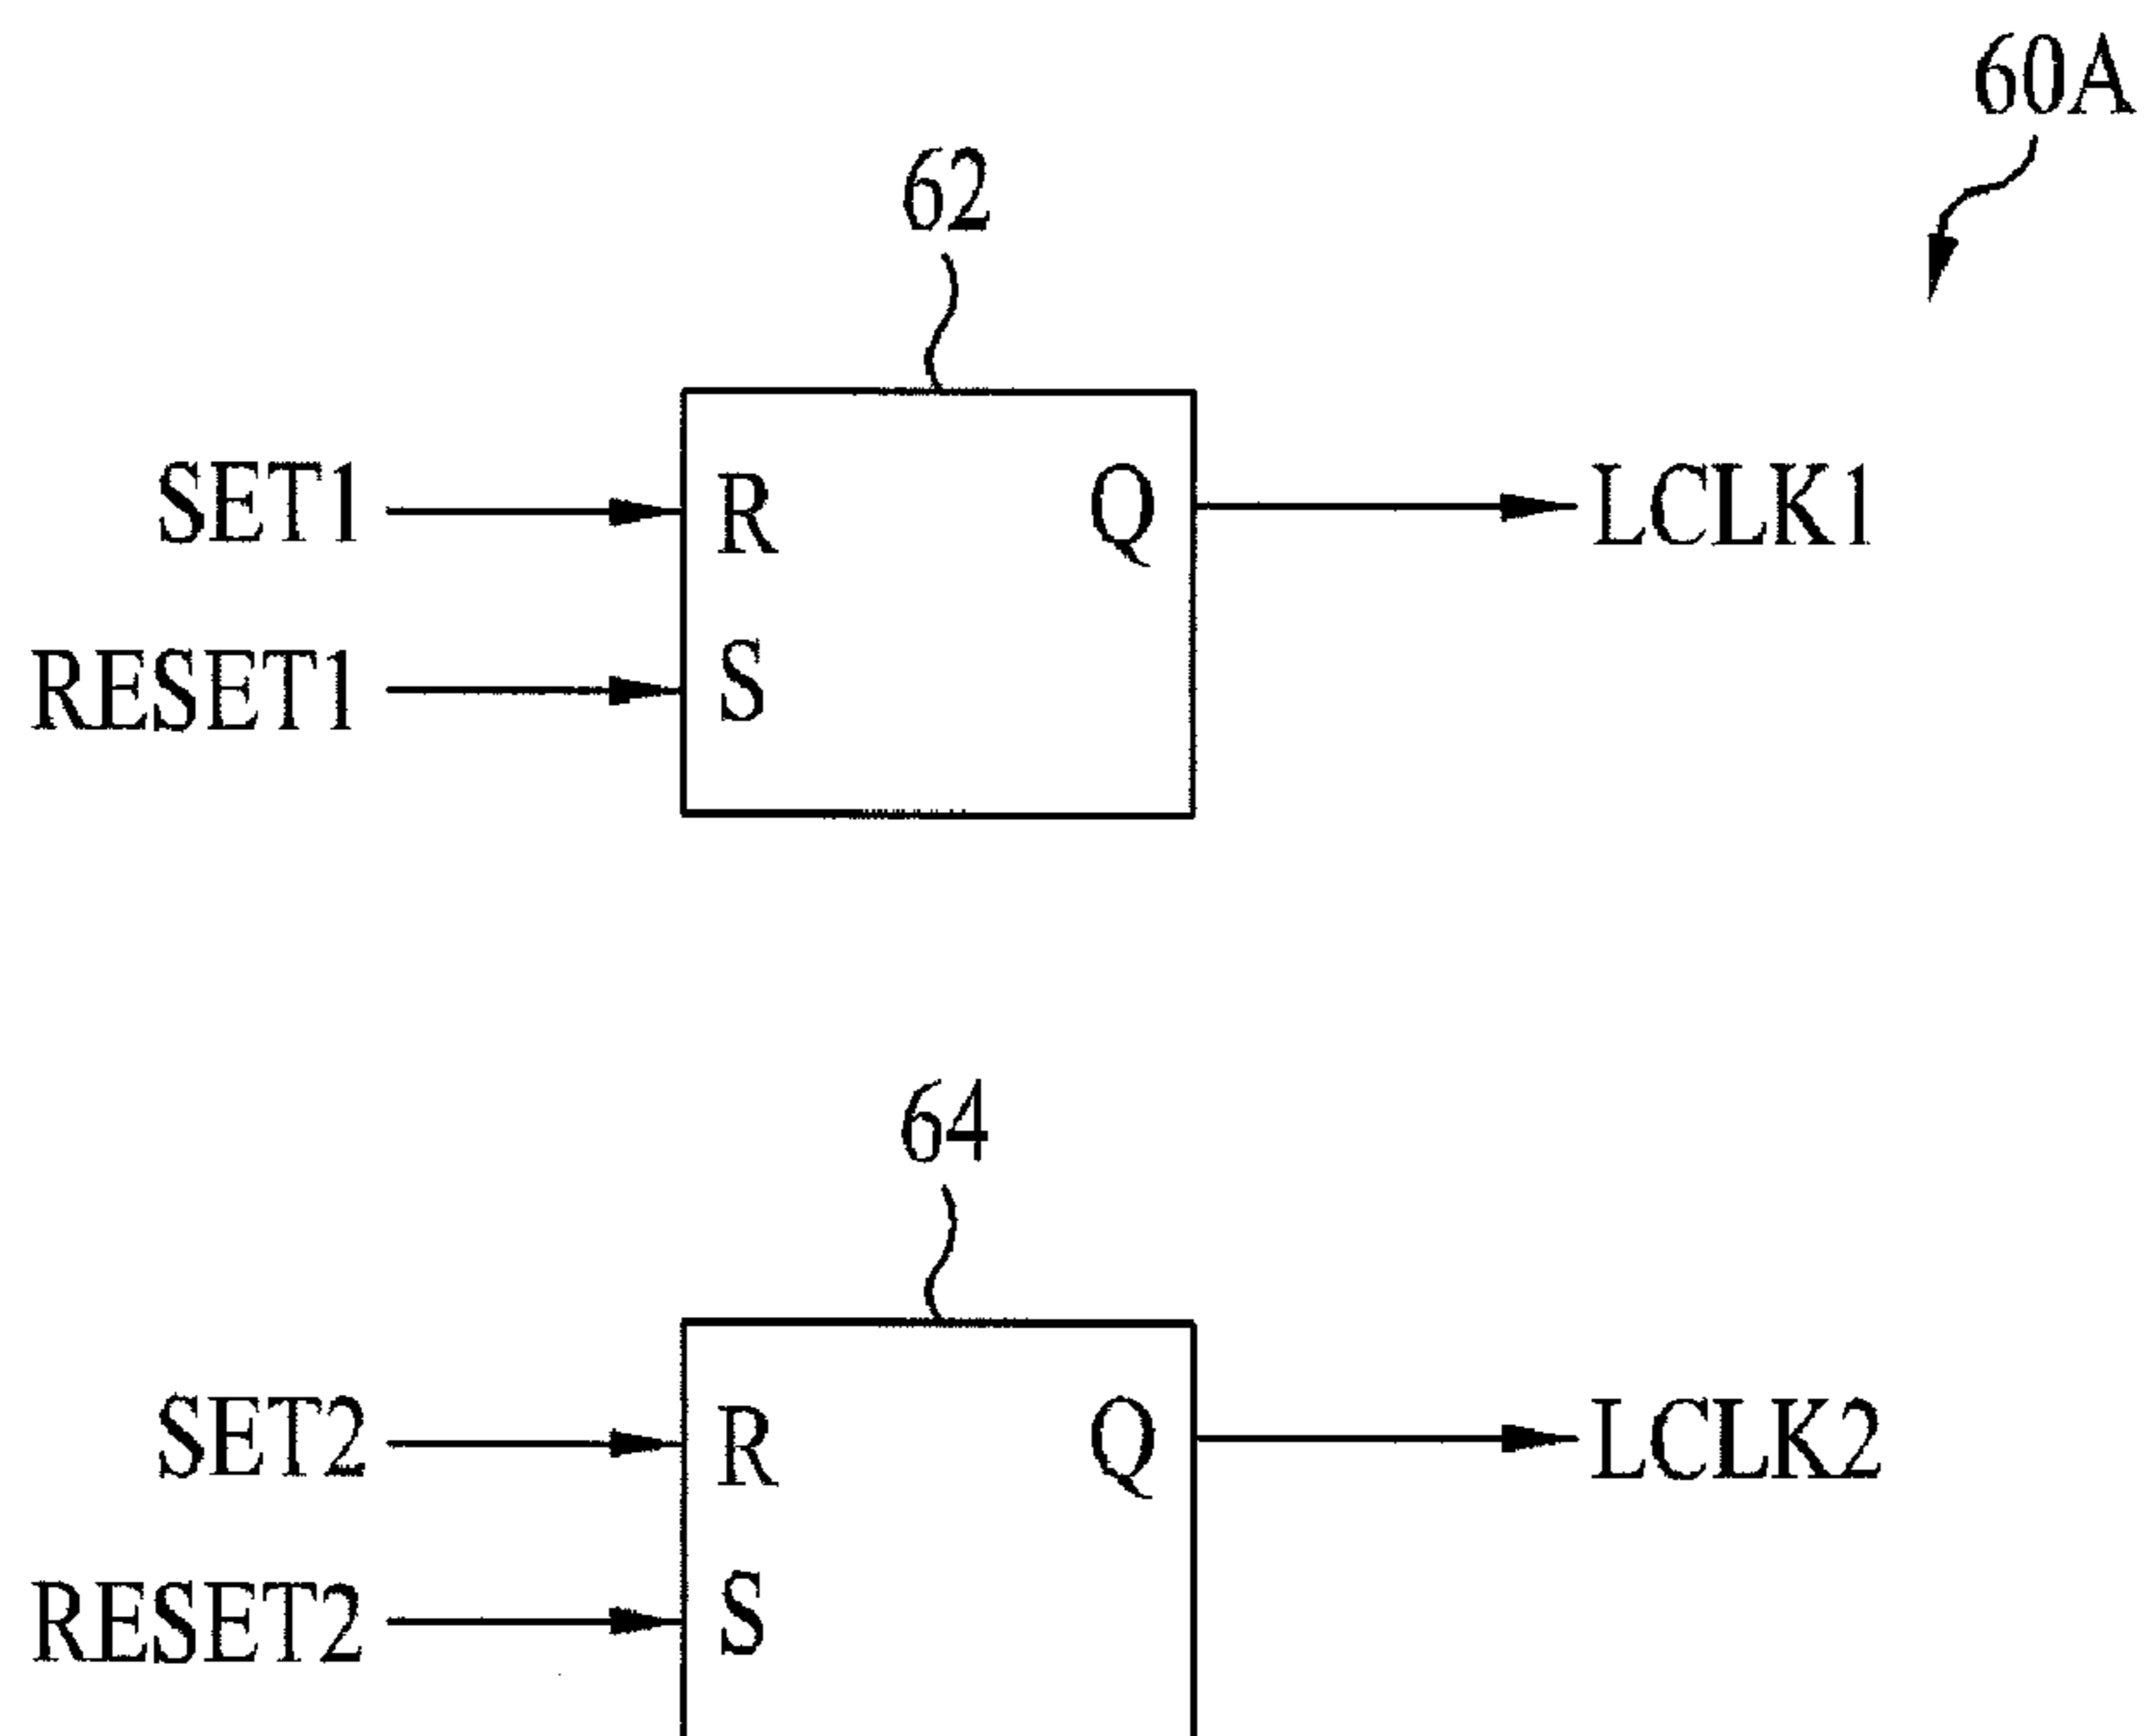 60A
62
SET1 R Q LCLK1
RESET1 S
64
SET2 R Q LCLK2
RESET2 S